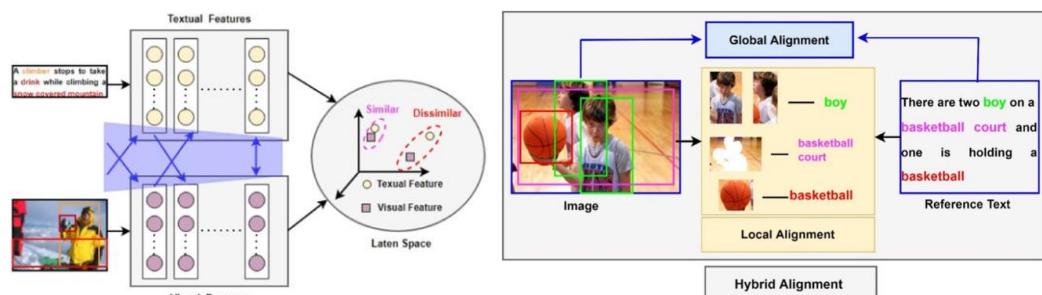 Textual Features
A climber stops to take
a drink while climbing a
snow covered mountain
Similar
Dissimilar
Texual Feature
Visual Feature
Laten Space
Global Alignment
boy
basketball
court
basketball
Local Alignment
Image
There are two boy on a
basketball court and
one is holding a
basketball
Reference Text
Hybrid Alignment